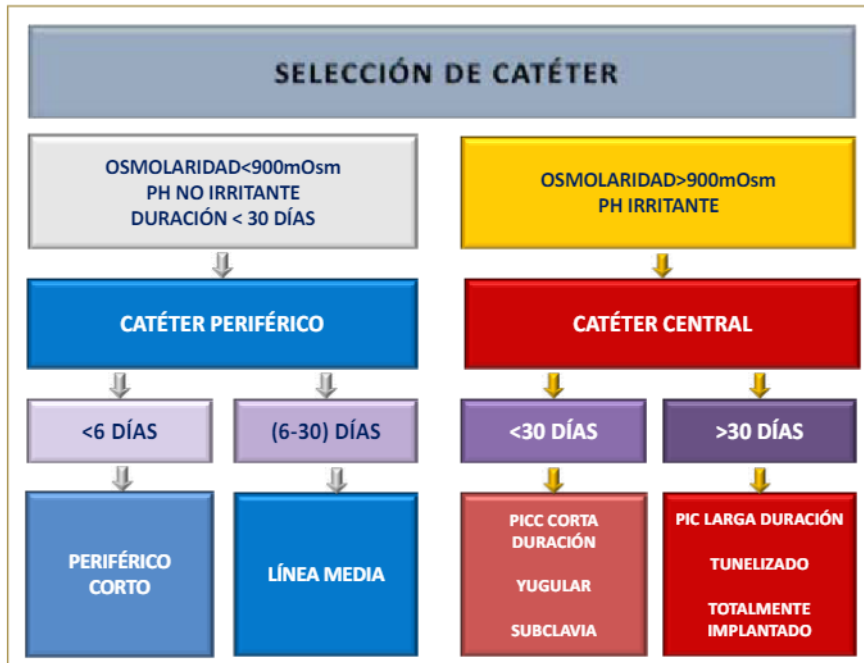 SELECCIÓN DE CATÉTER
OSMOLARIDAD<900mOsm
PH NO IRRITANTE
DURACIÓN < 30 DÍAS
OSMOLARIDAD>900mOsm
PH IRRITANTE
CATÉTER PERIFÉRICO
CATÉTER CENTRAL
<6 DÍAS
(6-30) DÍAS
<30 DÍAS
>30 DÍAS
PERIFÉRICO
CORTO
LÍNEA MEDIA
PICC CORTA
DURACIÓN
YUGULAR
SUBCLAVIA
PIC LARGA DURACIÓN
TUNELIZADO
TOTALMENTE
IMPLANTADO